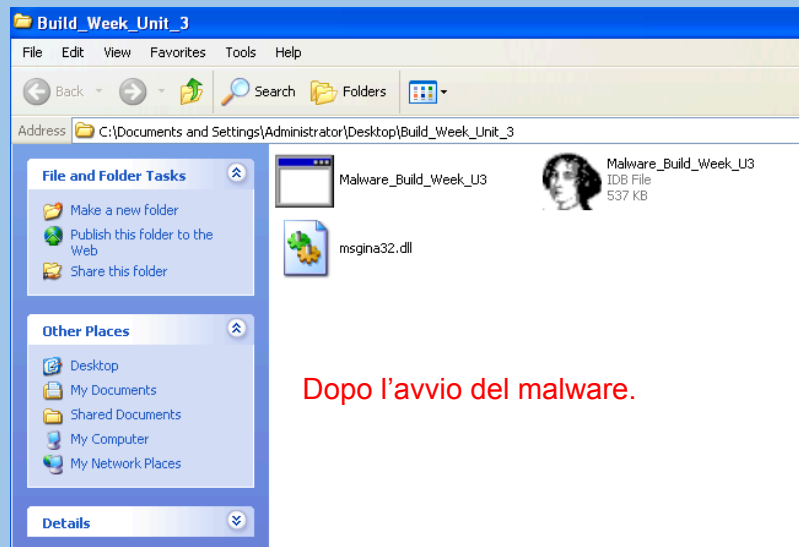 Build_Week_Unit_3
File Edit View Favorites Tools Help
Back Search Folders
Address C:\Documents and Settings\Administrator\Desktop\Build_Week_Unit_3
File and Folder Tasks
Make a new folder
Publish this folder to the
Web
Share this folder
Other Places
Desktop
My Documents
Shared Documents
My Computer
My Network Places
Details
Malware_Build_Week_U3
Malware_Build_Week_U3
IDB File
537 KB
msgina32.dll
Dopo l’avvio del malware.